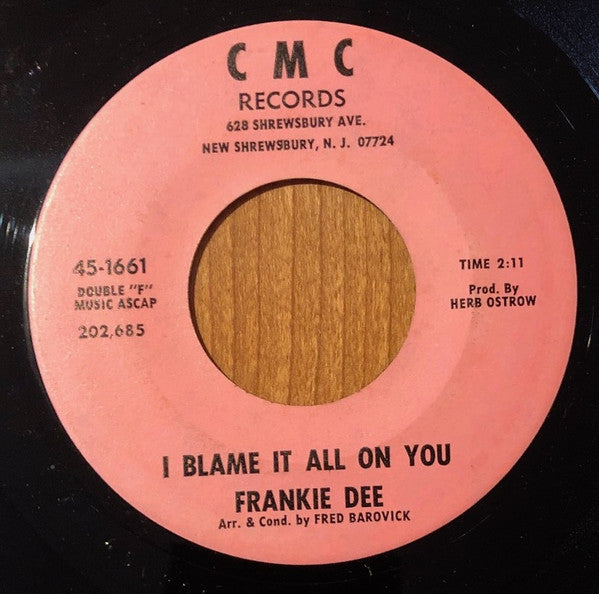 C M C
RECORDS
628 SHREWSBURY AVE.
NEW SHREWSBURY, N. J. 07724
45-1661
DOUBLE "F"
MUSIC ASCAP
202,685
TIME 2:11
Prod. By
HERB OSTROW
I BLAME IT ALL ON YOU
FRANKIE DEE
Arr. & Cond. by FRED BAROVICK